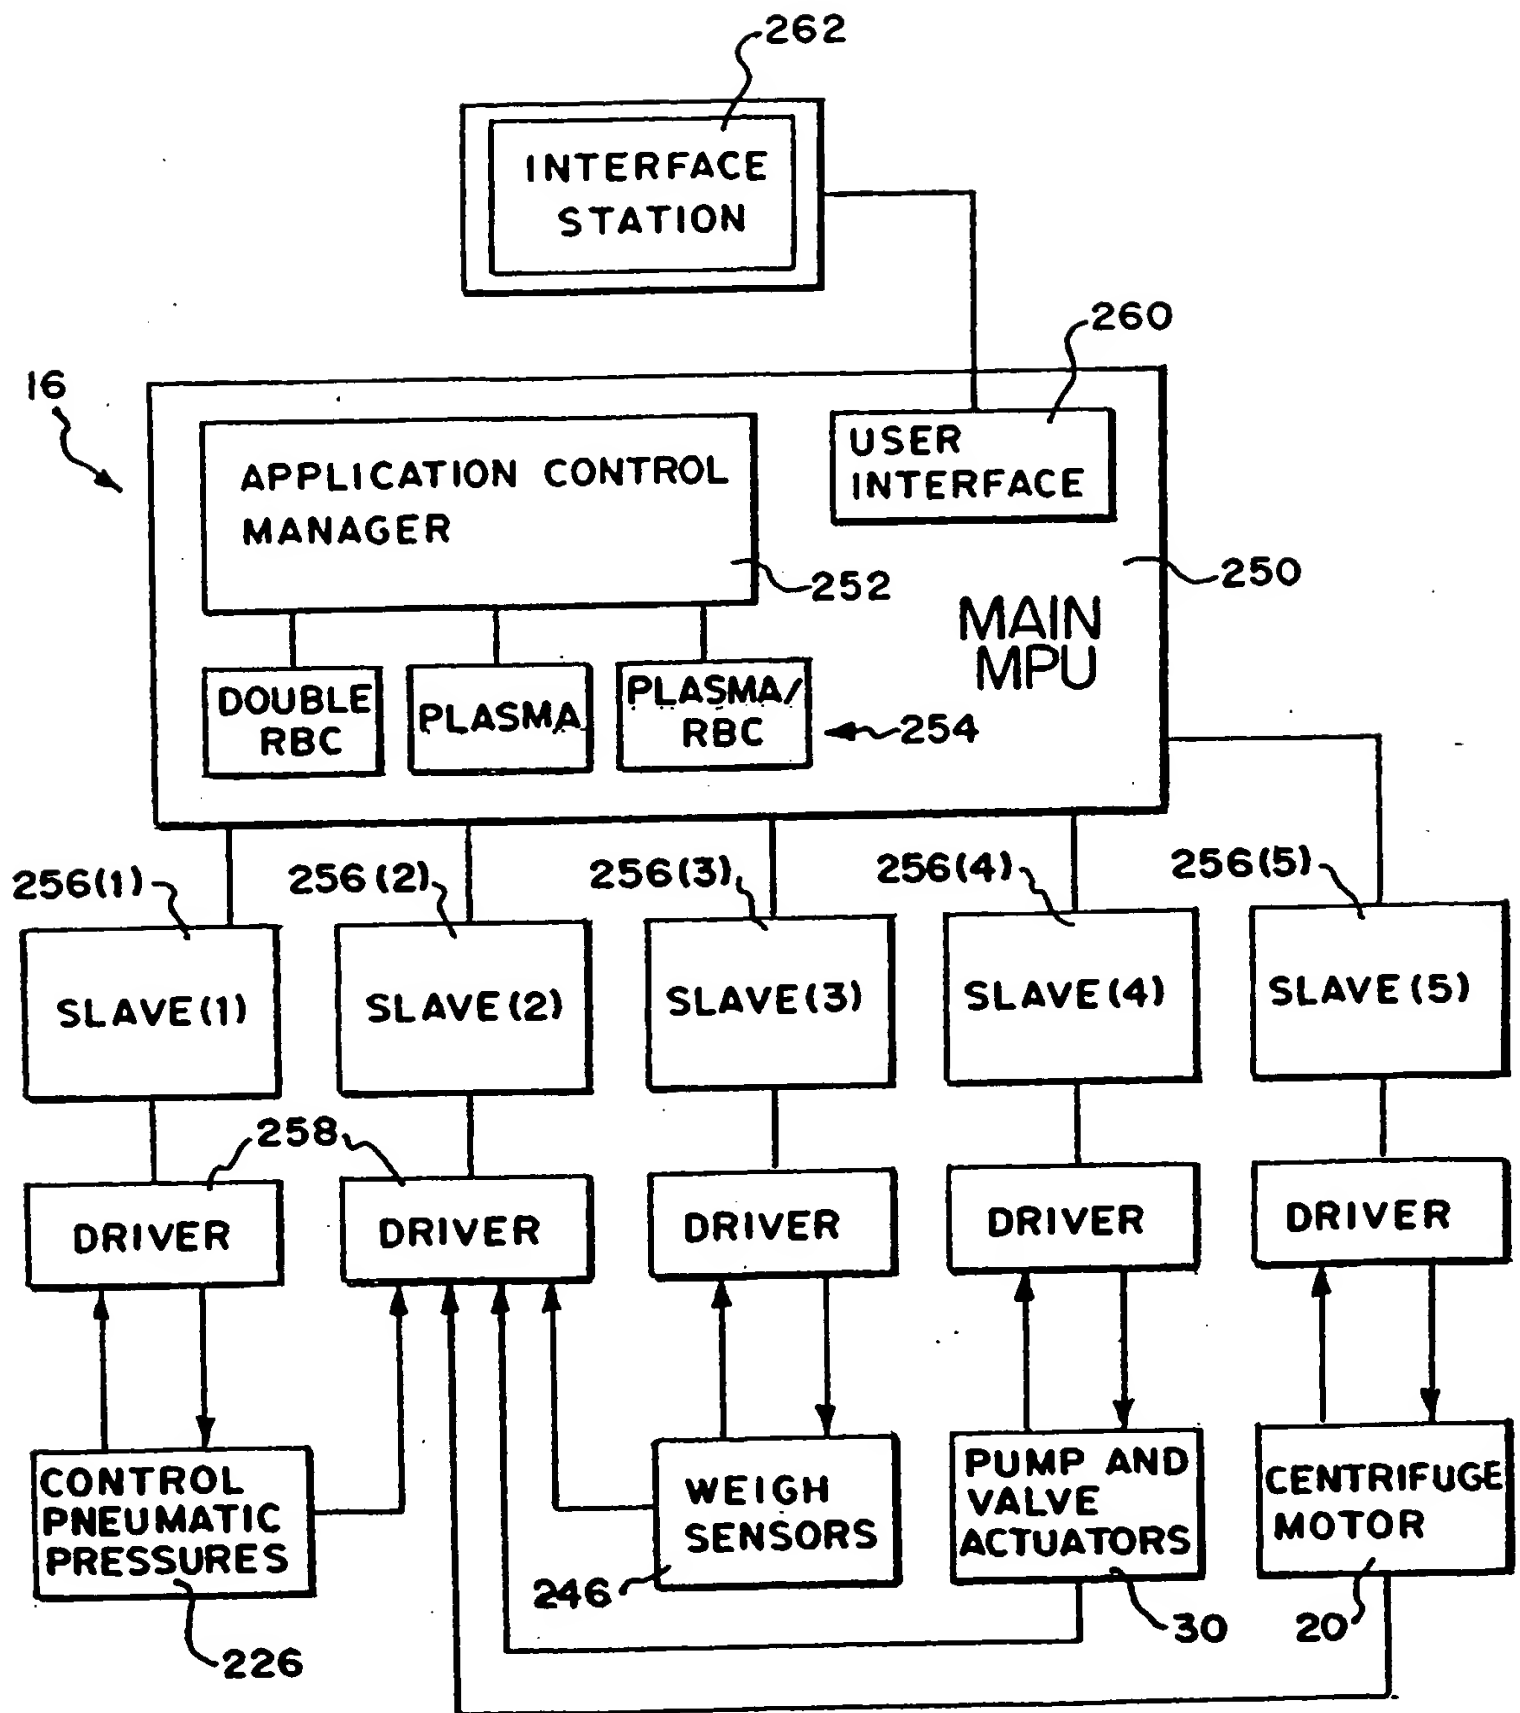 262
INTERFACE
STATION
260
16
USER
INTERFACE
APPLICATION CONTROL
MANAGER
252
250
MAIN
MPU
DOUBLE
RBC
PLASMA
PLASMA/
RBC
254
256(1)
256(2)
256(3)
256(4)
256(5)
SLAVE(1)
SLAVE(2)
SLAVE(3)
SLAVE(4)
SLAVE(5)
258
DRIVER
DRIVER
DRIVER
DRIVER
DRIVER
CONTROL
PNEUMATIC
PRESSURES
WEIGH
SENSORS
PUMP AND
VALVE
ACTUATORS
CENTRIFUGE
MOTOR
246
30
20
226